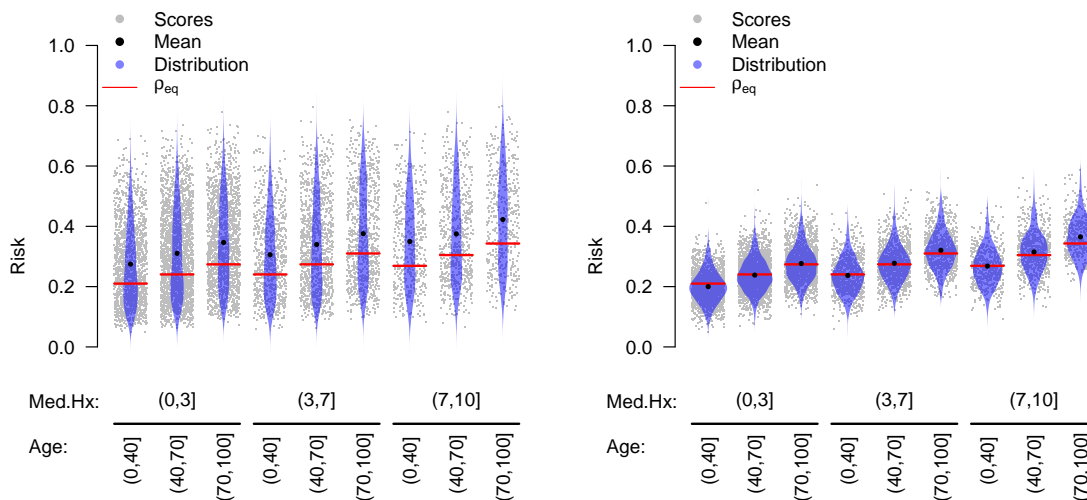 Scores
Mean
Distribution
ρeq
1.0
0.8
0.6
0.4
0.2
0.0
Risk
Med.Hx:
(0,3]
(3,7]
(7,10]
Age:
(0,40]
(40,70]
(70,100]
(0,40]
(40,70]
(70,100]
(0,40]
(40,70]
(70,100]
Scores
Mean
Distribution
ρeq
1.0
0.8
0.6
0.4
0.2
0.0
Risk
Med.Hx:
(0,3]
(3,7]
(7,10]
Age:
(0,40]
(40,70]
(70,100]
(0,40]
(40,70]
(70,100]
(0,40]
(40,70]
(70,100]